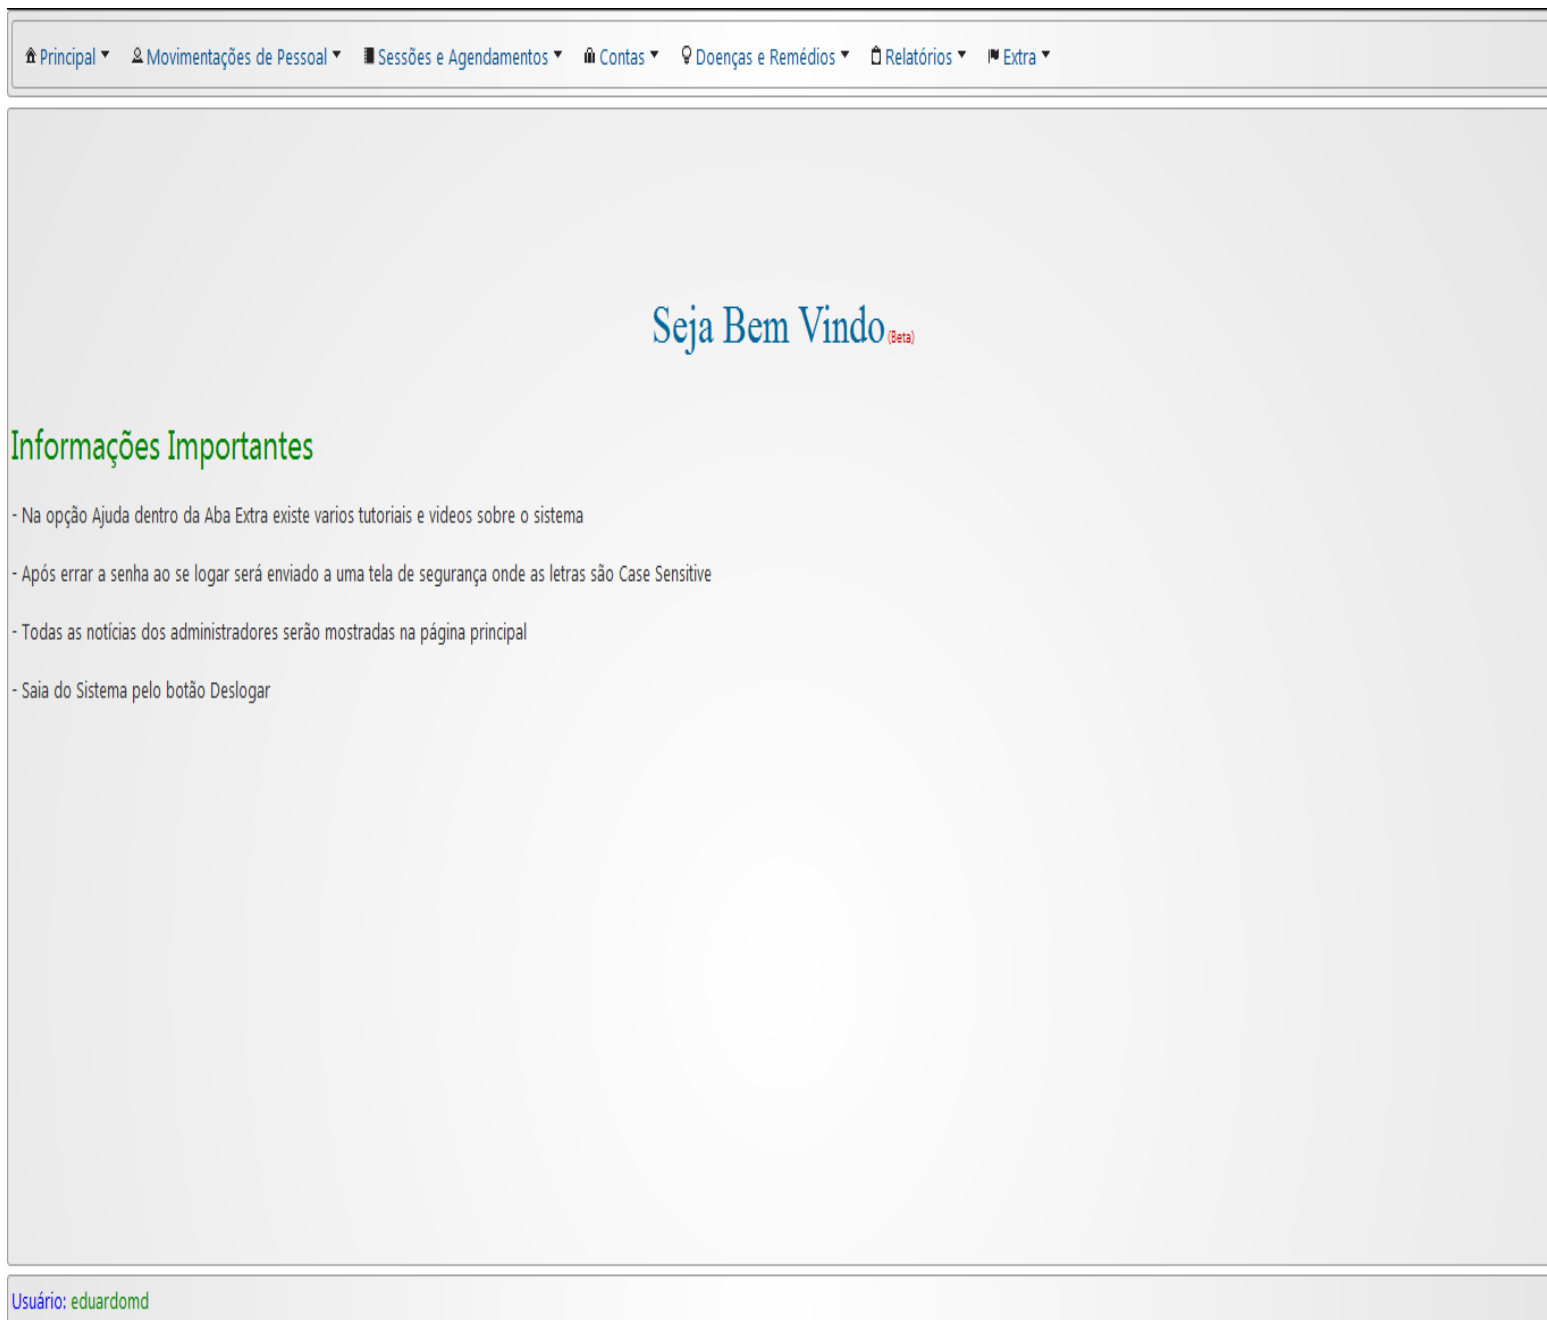 Principal Movimentações de Pessoal Sessões e Agendamentos Contas Doenças e Remédios Relatórios Extra
Seja Bem Vindo (Beta)
Informações Importantes
- Na opção Ajuda dentro da Aba Extra existe varios tutoriais e videos sobre o sistema
- Após errar a senha ao se logar será enviado a uma tela de segurança onde as letras são Case Sensitive
- Todas as notícias dos administradores serão mostradas na página principal
- Saia do Sistema pelo botão Deslogar
Usuário: eduardomd